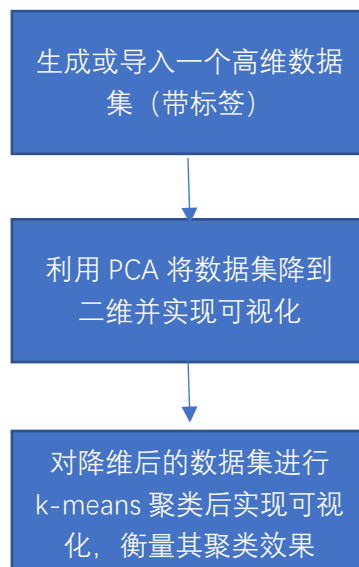 生成或导入一个高维数据
集（带标签）
利用 PCA 将数据集降到
二维并实现可视化
对降维后的数据集进行
k-means 聚类后实现可视
化，衡量其聚类效果